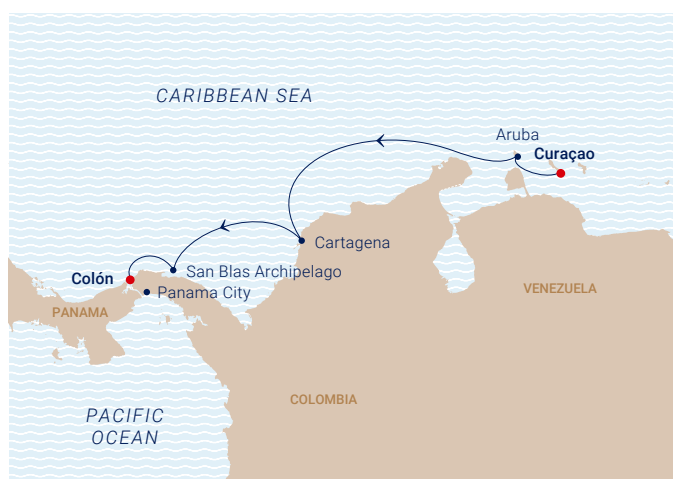 CARIBBEAN SEA
Aruba
Curaçao
Cartagena
San Blas Archipelago
Colón
Panama City
VENEZUELA
PANAMA
COLOMBIA
PACIFIC
OCEAN